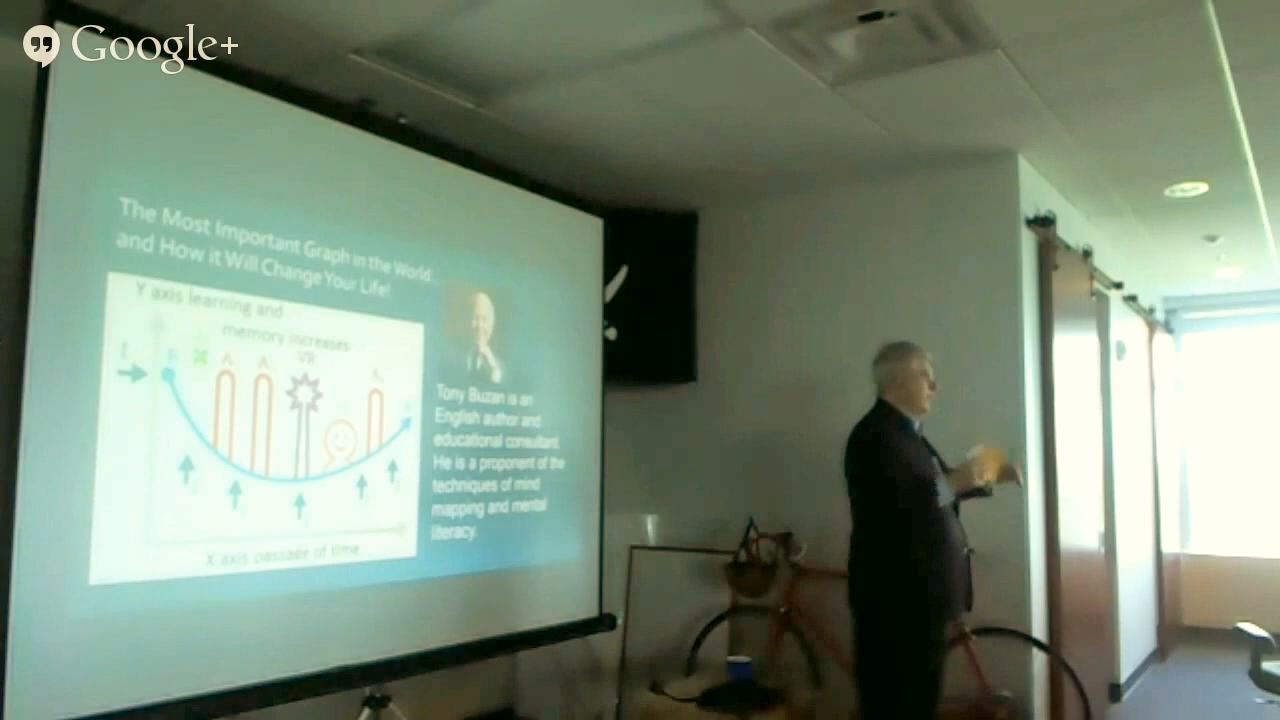 Google+
The Most Important Graph in the World
and How it Will Change Your Life!
Y axis learning and
memory increases
VR
A
A
A
X axis passage of time
Tony Buzan is an
English author and
educational consultant.
He is a proponent of the
techniques of mind
mapping and mental
literacy.